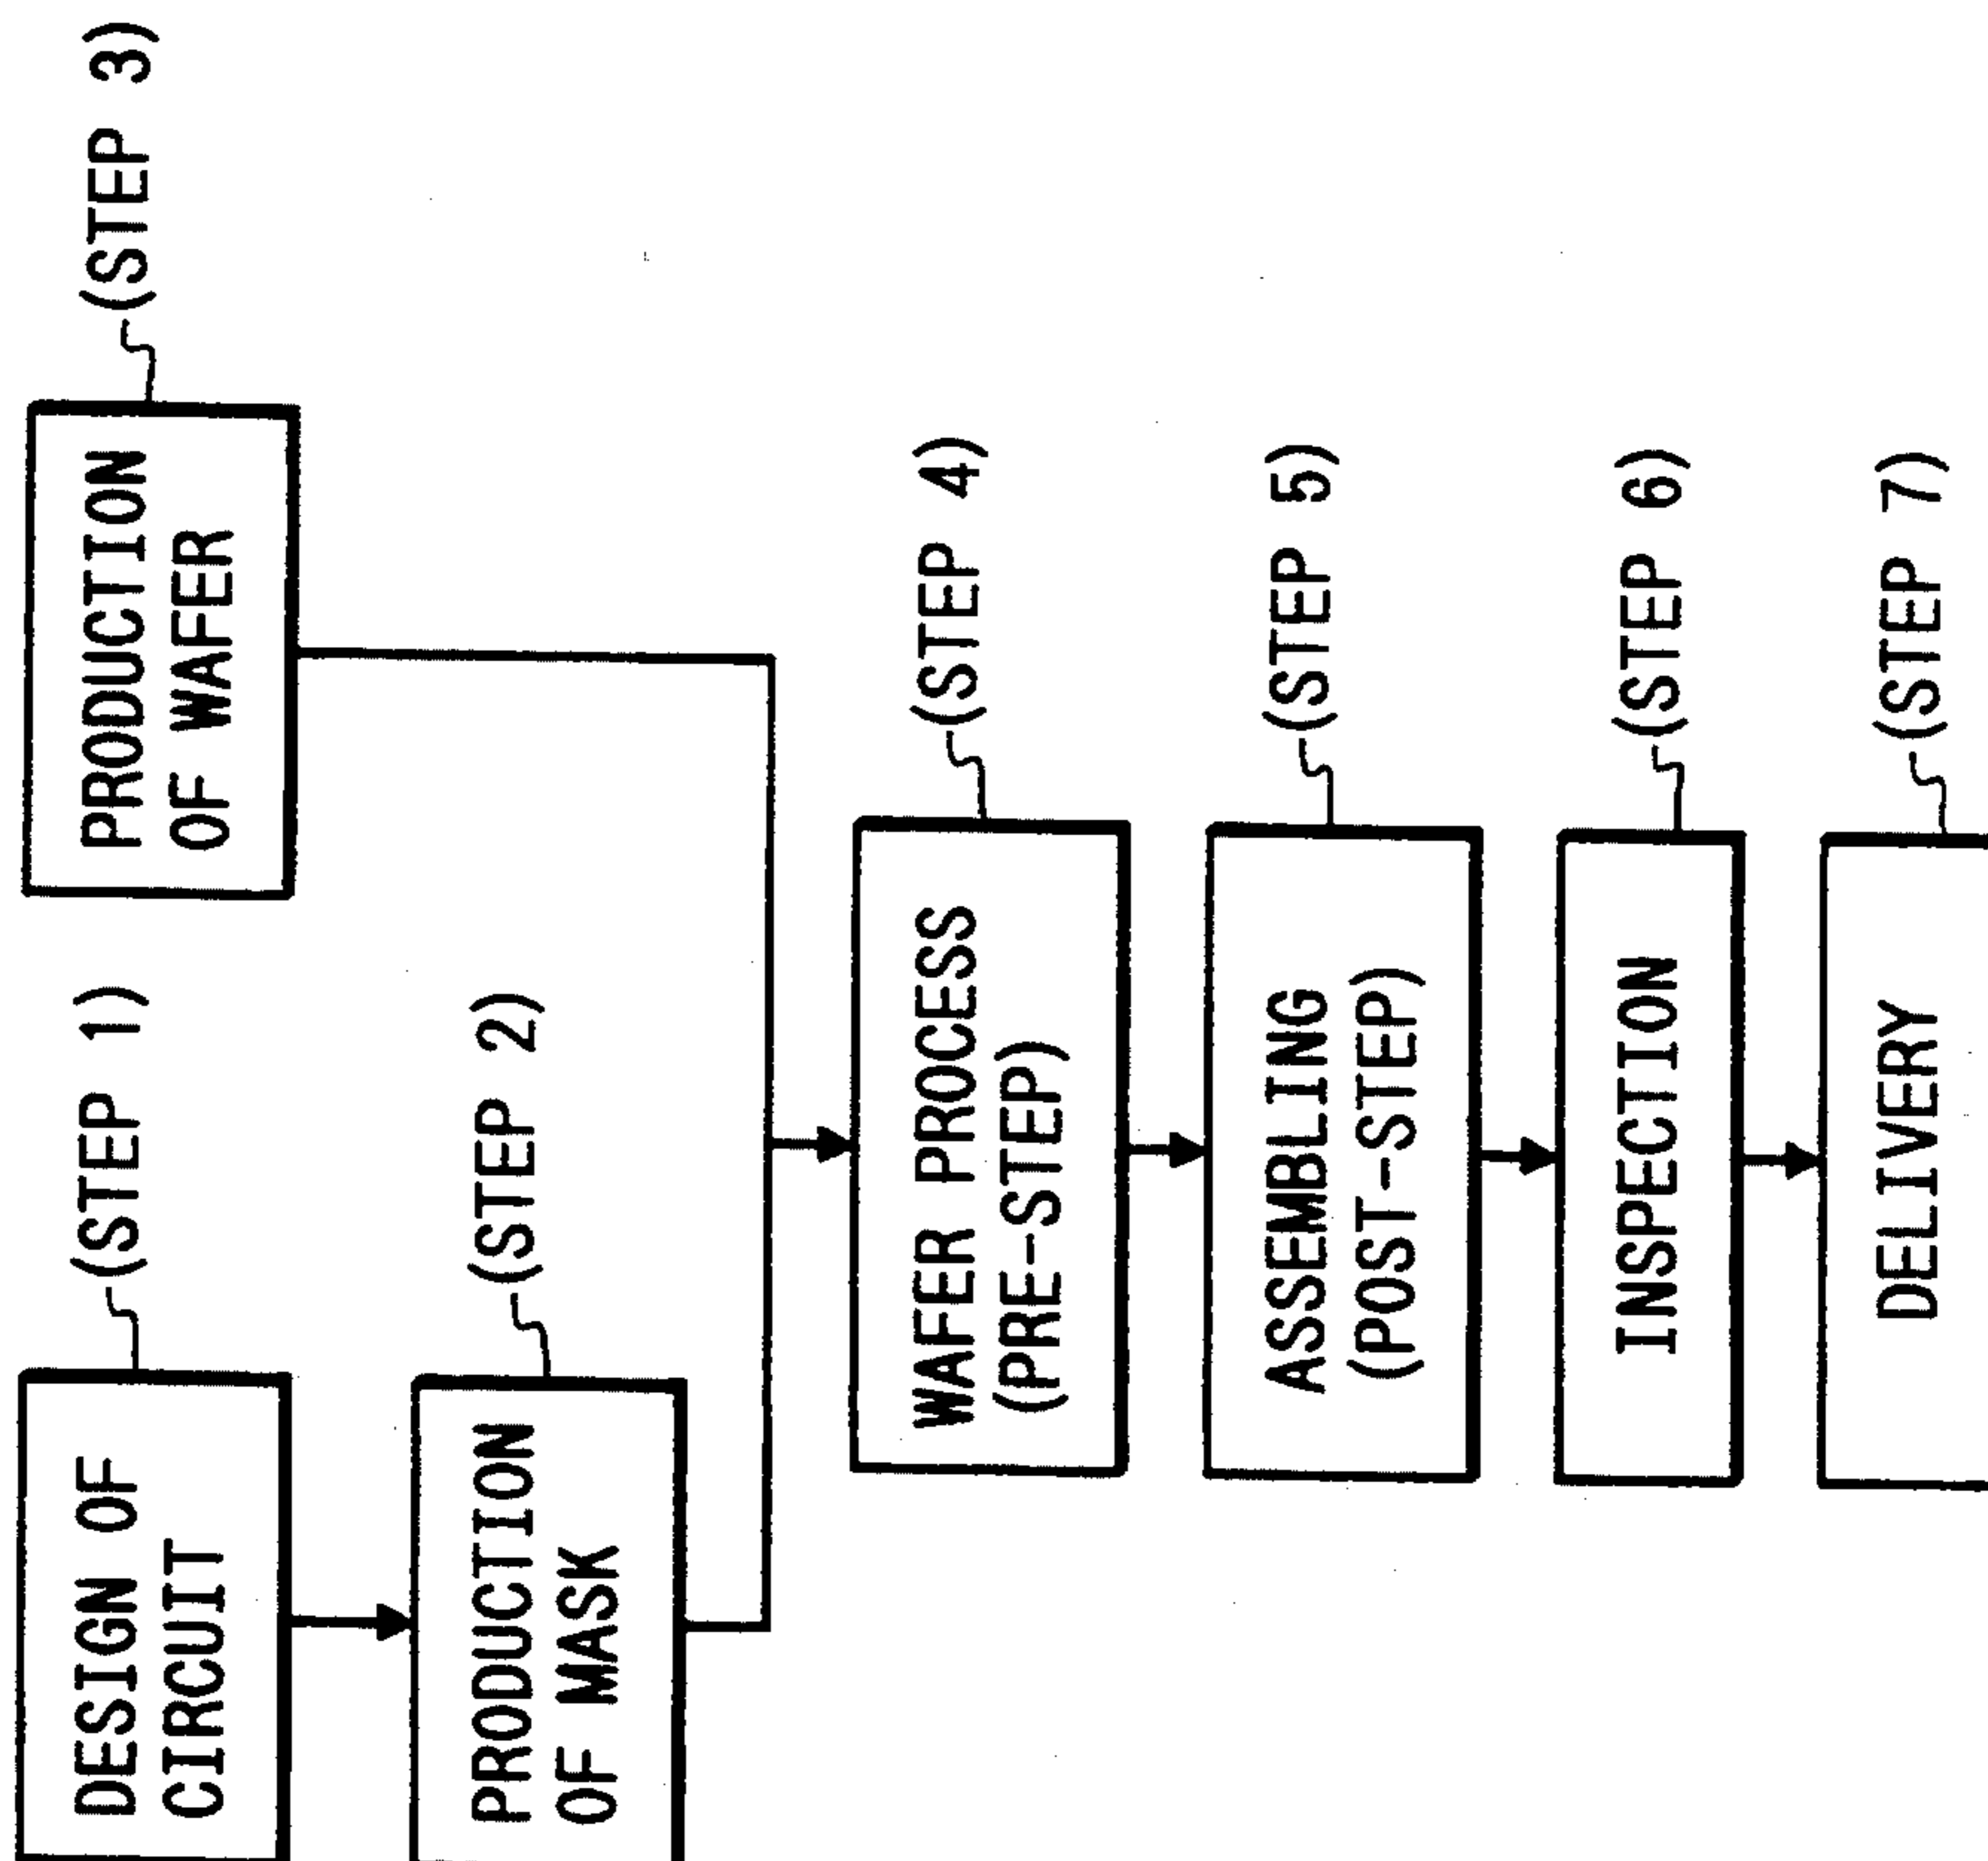 (STEP 1)
DESIGN OF
CIRCUIT
(STEP 2)
PRODUCTION
OF MASK
(STEP 3)
PRODUCTION
OF WAFER
(STEP 4)
WAFER PROCESS
(PRE-STEP)
(STEP 5)
ASSEMBLING
(POST-STEP)
(STEP 6)
INSPECTION
(STEP 7)
DELIVERY